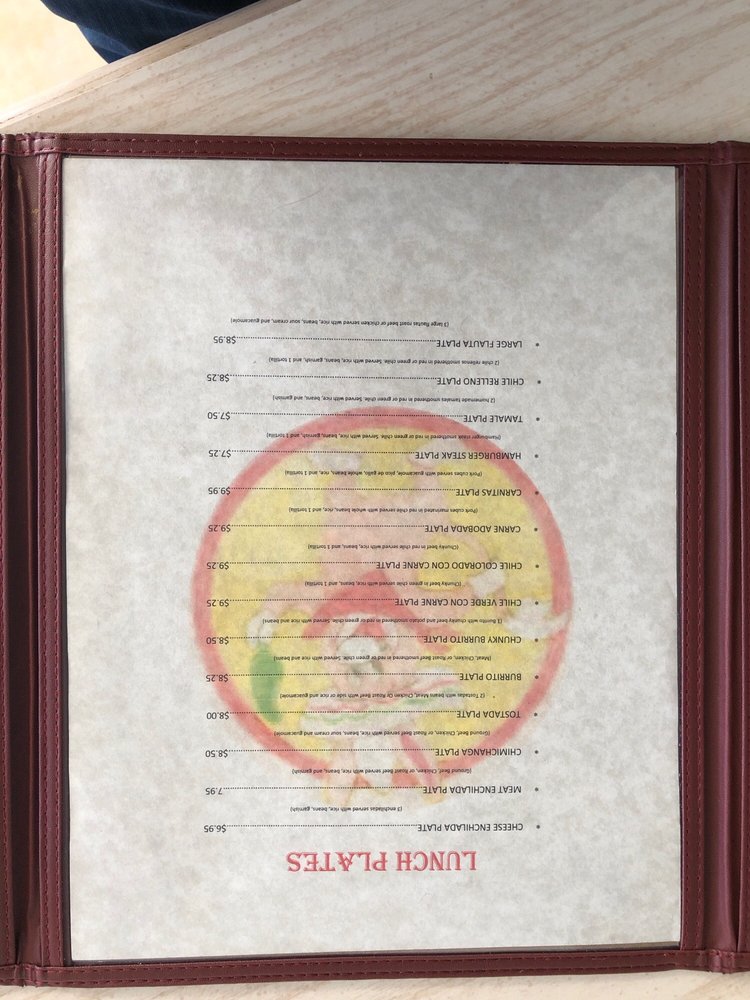 LUNCH PLATES
• CHEESE ENCHILADA PLATE........$6.95
(3 enchiladas served with rice, beans, garnish)
• MEAT ENCHILADA PLATE........7.95
(Ground Beef, Chicken, or Roast Beef served with rice, beans, and garnish)
• CHIMICHANGA PLATE........$8.50
(Ground Beef, Chicken, or Roast Beef served with rice, beans, sour cream and guacamole)
• TOSTADA PLATE........$8.00
(2 Tostadas with beans Meat, Chicken Or Roast Beef with side or rice and guacamole)
• BURRITO PLATE........$8.25
(Meat, Chicken, or Roast Beef smothered in red or green chile. Served with rice and beans)
• CHUNKY BURRITO PLATE........$8.50
(1 Burrito with chunky beef and potato smothered in red or green chile. Served with rice and beans)
• CHILE VERDE CON CARNE PLATE........$9.25
(Chunky beef in green chile served with rice, beans, and 1 tortilla)
• CHILE COLORADO CON CARNE PLATE........$9.25
(Chunky beef in red chile served with rice, beans, and 1 tortilla)
• CARNE ADOBADA PLATE........$9.25
(Pork cubes marinated in red chile served with whole beans, rice, and 1 tortilla)
• CARNITAS PLATE........$9.95
(Pork cubes served with guacamole, pico de gallo, whole beans, rice, and 1 tortilla)
• HAMBURGER STEAK PLATE........$7.25
(Hamburger steak smothered in red or green chile. Served with rice, beans, garnish, and 1 tortilla)
• TAMALE PLATE........$7.50
(2 homemade tamales smothered in red or green chile. Served with rice, beans, and garnish)
• CHILE RELLENO PLATE........$8.25
(2 chile rellenos smothered in red or green chile. Served with rice, beans, garnish, and 1 tortilla)
• LARGE FLAUTA PLATE........$8.95
(3 large flautas roast beef or chicken served with rice, beans, sour cream, and guacamole)